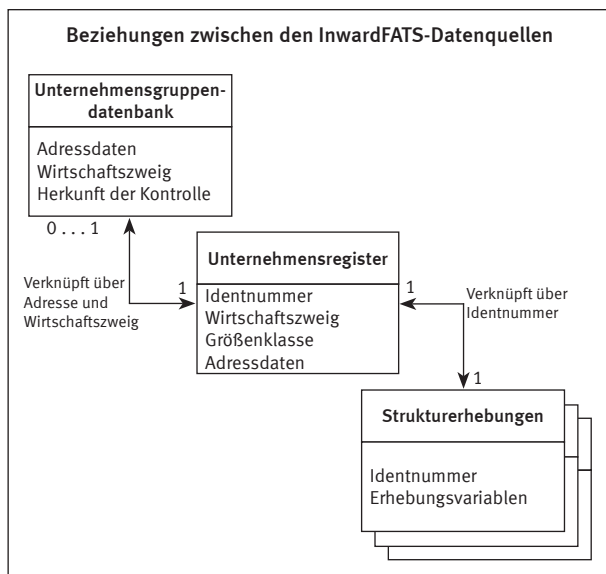 Beziehungen zwischen den InwardFATS-Datenquellen
Unternehmensgruppen-
datenbank
Adressdaten
Wirtschaftszweig
Herkunft der Kontrolle
0 . . . 1
Verknüpft über
Adresse und
Wirtschaftszweig
1
Unternehmensregister
Identnummer
Wirtschaftszweig
Größenklasse
Adressdaten
1
Verknüpft über
Identnummer
1
Strukturerhebungen
Identnummer
Erhebungsvariablen